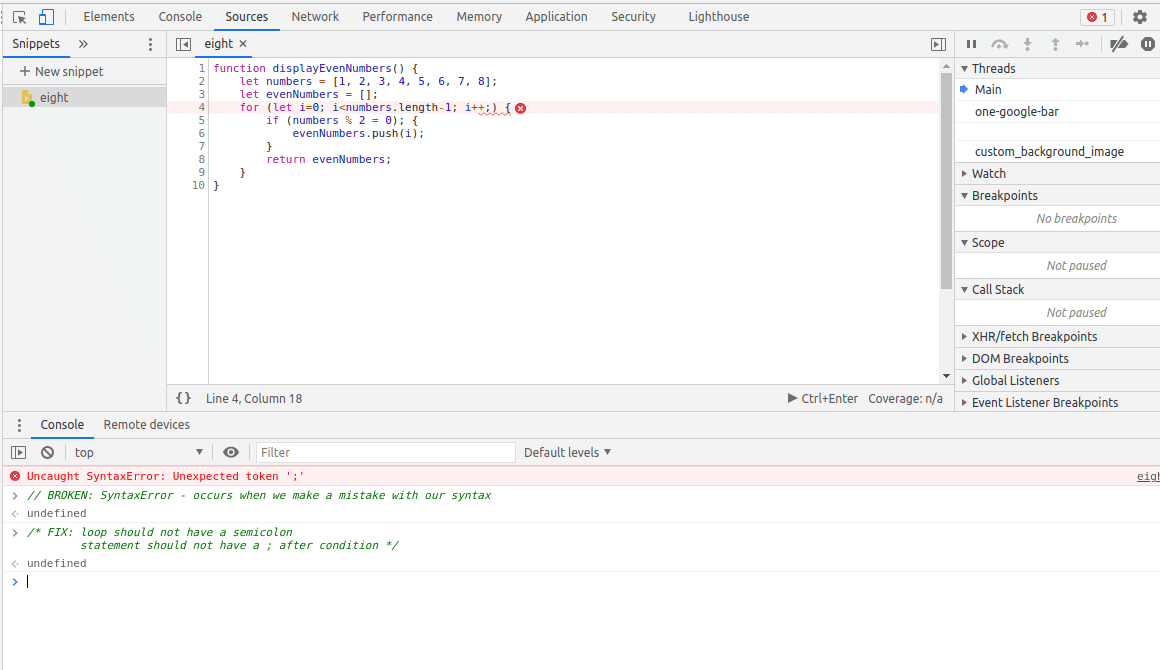 Elements Console Sources Network Performance Memory Application Security Lighthouse 1
Snippets » eight ×
+ New snippet
eight
1 function displayEvenNumbers() {
2 let numbers = [1, 2, 3, 4, 5, 6, 7, 8];
3 let evenNumbers = [];
4 for (let i=0; i<numbers.length-1; i++;) {
5 if (numbers % 2 = 0); {
6 evenNumbers.push(i);
7 }
8 return evenNumbers;
9 }
10 }
{} Line 4, Column 18 Ctrl+Enter Coverage: n/a
Threads
Main
one-google-bar
custom_background_image
Watch
Breakpoints
No breakpoints
Scope
Not paused
Call Stack
Not paused
XHR/fetch Breakpoints
DOM Breakpoints
Global Listeners
Event Listener Breakpoints
Console Remote devices
top Filter Default levels
Uncaught SyntaxError: Unexpected token ';' eigh
> // BROKEN: SyntaxError - occurs when we make a mistake with our syntax
undefined
> /* FIX: loop should not have a semicolon
statement should not have a ; after condition */
undefined
>